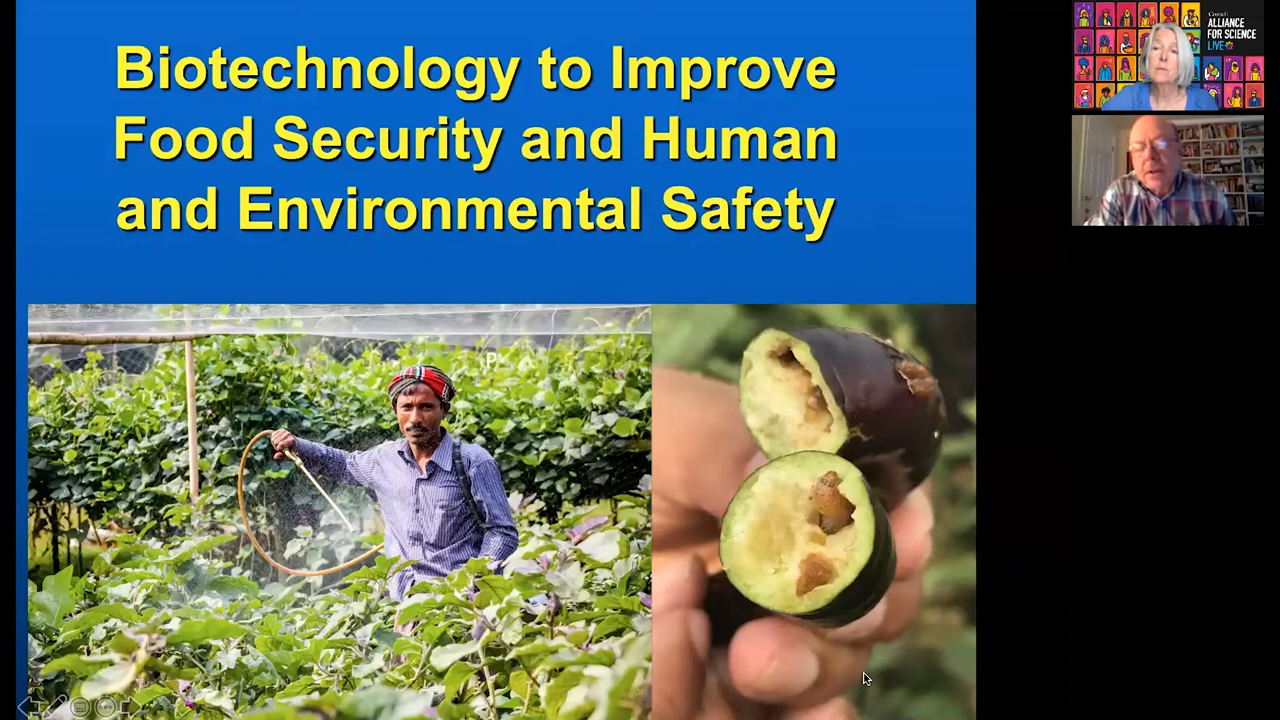 Biotechnology to Improve
Food Security and Human
and Environmental Safety
Cornell
ALLIANCE
FOR SCIENCE
LIVE
P